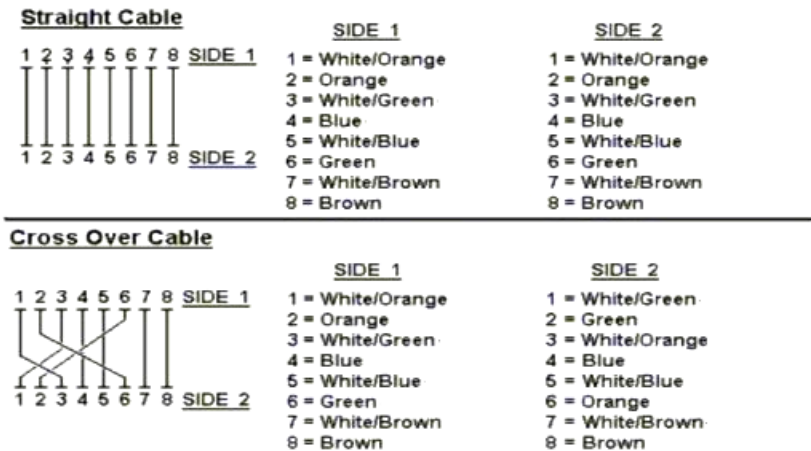 Straight Cable
1 2 3 4 5 6 7 8 SIDE 1
1 2 3 4 5 6 7 8 SIDE 2
SIDE 1
1 = White/Orange
2 = Orange
3 = White/Green
4 = Blue
5 = White/Blue
6 = Green
7 = White/Brown
8 = Brown
SIDE 2
1 = White/Orange
2 = Orange
3 = White/Green
4 = Blue
5 = White/Blue
6 = Green
7 = White/Brown
8 = Brown
Cross Over Cable
1 2 3 4 5 6 7 8 SIDE 1
1 2 3 4 5 6 7 8 SIDE 2
SIDE 1
1 = White/Orange
2 = Orange
3 = White/Green
4 = Blue
5 = White/Blue
6 = Green
7 = White/Brown
8 = Brown
SIDE 2
1 = White/Green
2 = Green
3 = White/Orange
4 = Blue
5 = White/Blue
6 = Orange
7 = White/Brown
8 = Brown